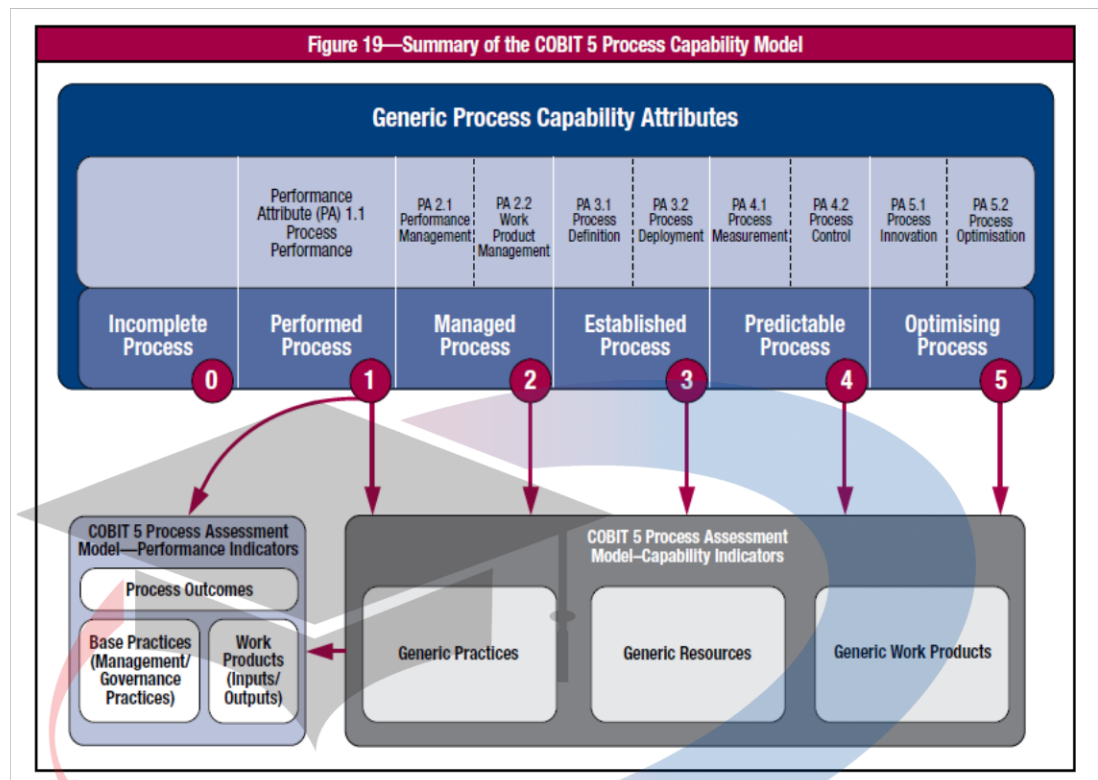 Figure 19—Summary of the COBIT 5 Process Capability Model
Generic Process Capability Attributes
Performance
Attribute (PA) 1.1
Process
Performance
PA 2.1
Performance
Management
PA 2.2
Work
Product
Management
PA 3.1
Process
Definition
PA 3.2
Process
Deployment
PA 4.1
Process
Measurement
PA 4.2
Process
Control
PA 5.1
Process
Innovation
PA 5.2
Process
Optimisation
Incomplete
Process
0
Performed
Process
1
Managed
Process
2
Established
Process
3
Predictable
Process
4
Optimising
Process
5
COBIT 5 Process Assessment
Model—Performance Indicators
Process Outcomes
Base Practices
(Management/
Governance
Practices)
Work
Products
(Inputs/
Outputs)
COBIT 5 Process Assessment
Model–Capability Indicators
Generic Practices
Generic Resources
Generic Work Products